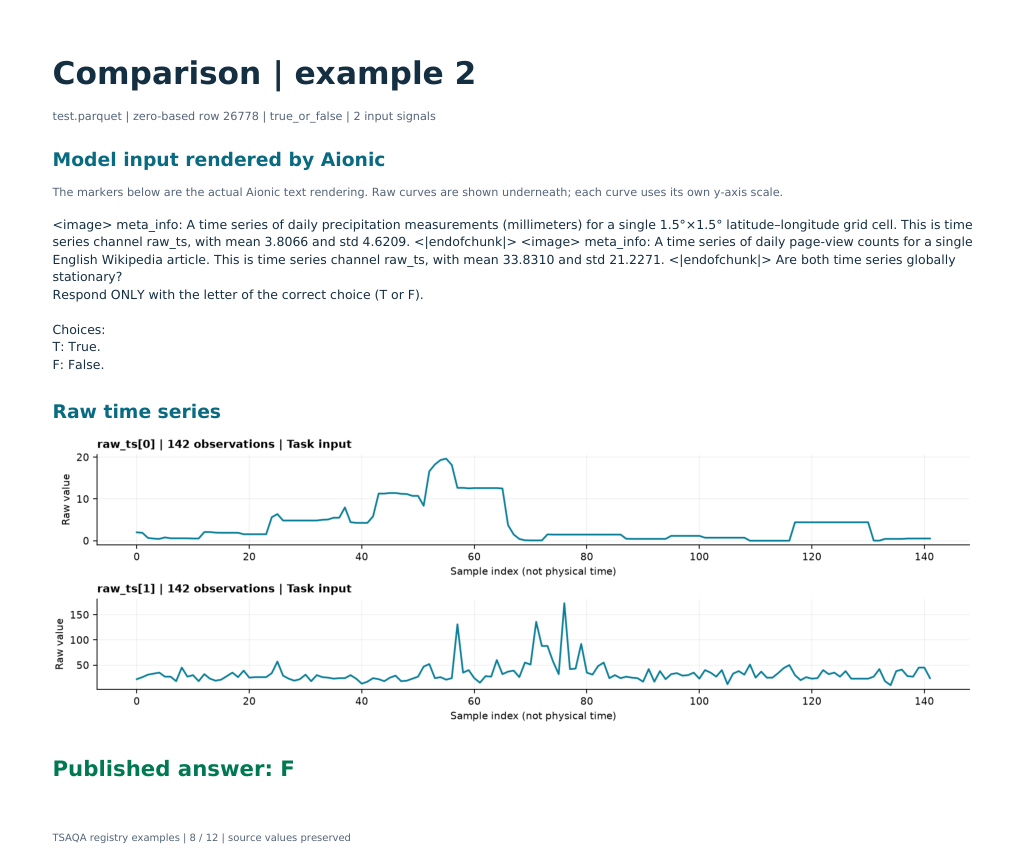 Comparison | example 2
test.parquet | zero-based row 26778 | true_or_false | 2 input signals
Model input rendered by Aionic
The markers below are the actual Aionic text rendering. Raw curves are shown underneath; each curve uses its own y-axis scale.
<image> meta_info: A time series of daily precipitation measurements (millimeters) for a single 1.5°×1.5° latitude–longitude grid cell. This is time
series channel raw_ts, with mean 3.8066 and std 4.6209. <|endofchunk|> <image> meta_info: A time series of daily page-view counts for a single
English Wikipedia article. This is time series channel raw_ts, with mean 33.8310 and std 21.2271. <|endofchunk|> Are both time series globally
stationary?
Respond ONLY with the letter of the correct choice (T or F).
Choices:
T: True.
F: False.
Raw time series
raw_ts[0] | 142 observations | Task input
20
10
0
Raw value
0 20 40 60 80 100 120 140
Sample index (not physical time)
raw_ts[1] | 142 observations | Task input
150
100
50
Raw value
0 20 40 60 80 100 120 140
Sample index (not physical time)
Published answer: F
TSAQA registry examples | 8 / 12 | source values preserved